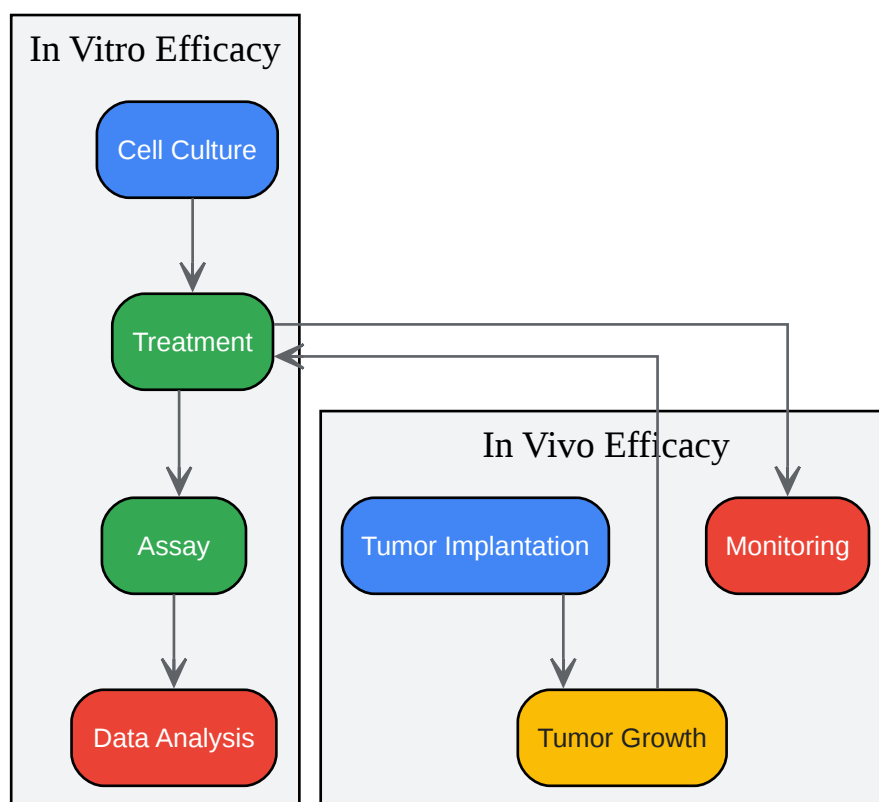 In Vitro Efficacy
Cell Culture
Treatment
Assay
Data Analysis
In Vivo Efficacy
Tumor Implantation
Monitoring
Tumor Growth